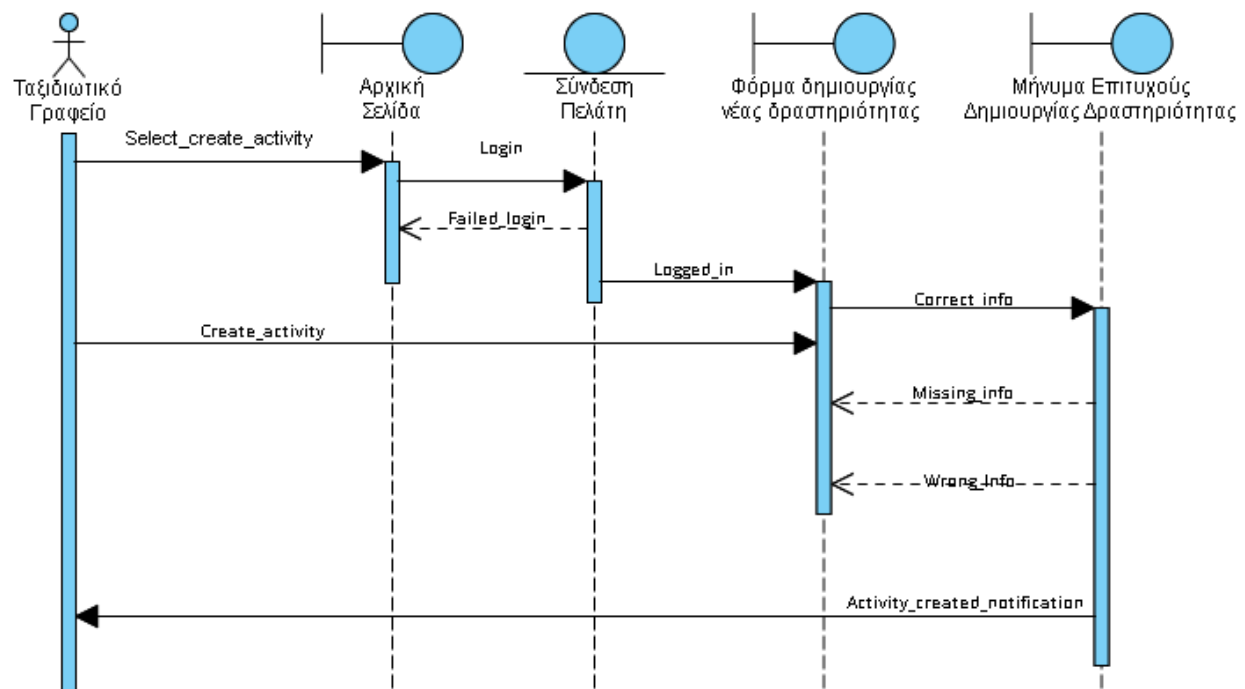 Ταξιδιωτικό
Γραφείο
Αρχική
Σελίδα
Σύνδεση
Πελάτη
Φόρμα δημιουργίας
νέας δραστηριότητας
Μήνυμα Επιτυχούς
Δημιουργίας Δραστηριότητας
Select_create_activity
Login
Failed_login
Logged_in
Correct_info
Create_activity
Missing_info
Wrong_Info
Activity_created_notification